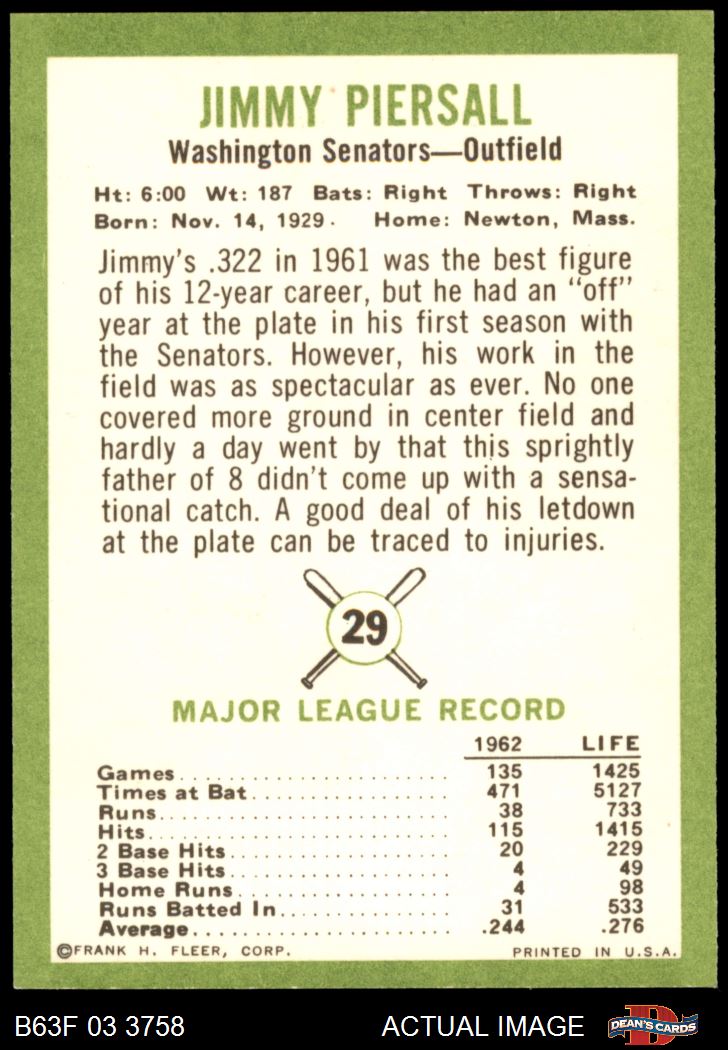 JIMMY PIERSALL
Washington Senators—Outfield
Ht: 6:00 Wt: 187 Bats: Right Throws: Right
Born: Nov. 14, 1929. Home: Newton, Mass.
Jimmy's .322 in 1961 was the best figure
of his 12-year career, but he had an "off"
year at the plate in his first season with
the Senators. However, his work in the
field was as spectacular as ever. No one
covered more ground in center field and
hardly a day went by that this sprightly
father of 8 didn't come up with a sensa-
tional catch. A good deal of his letdown
at the plate can be traced to injuries.
29
MAJOR LEAGUE RECORD
1962 LIFE
Games 135 1425
Times at Bat 471 5127
Runs 38 733
Hits 115 1415
2 Base Hits 20 229
3 Base Hits 4 49
Home Runs 4 98
Runs Batted In 31 533
Average .244 .276
©FRANK H. FLEER, CORP. PRINTED IN U.S.A.
B63F 03 3758 ACTUAL IMAGE D DEAN'S CARDS